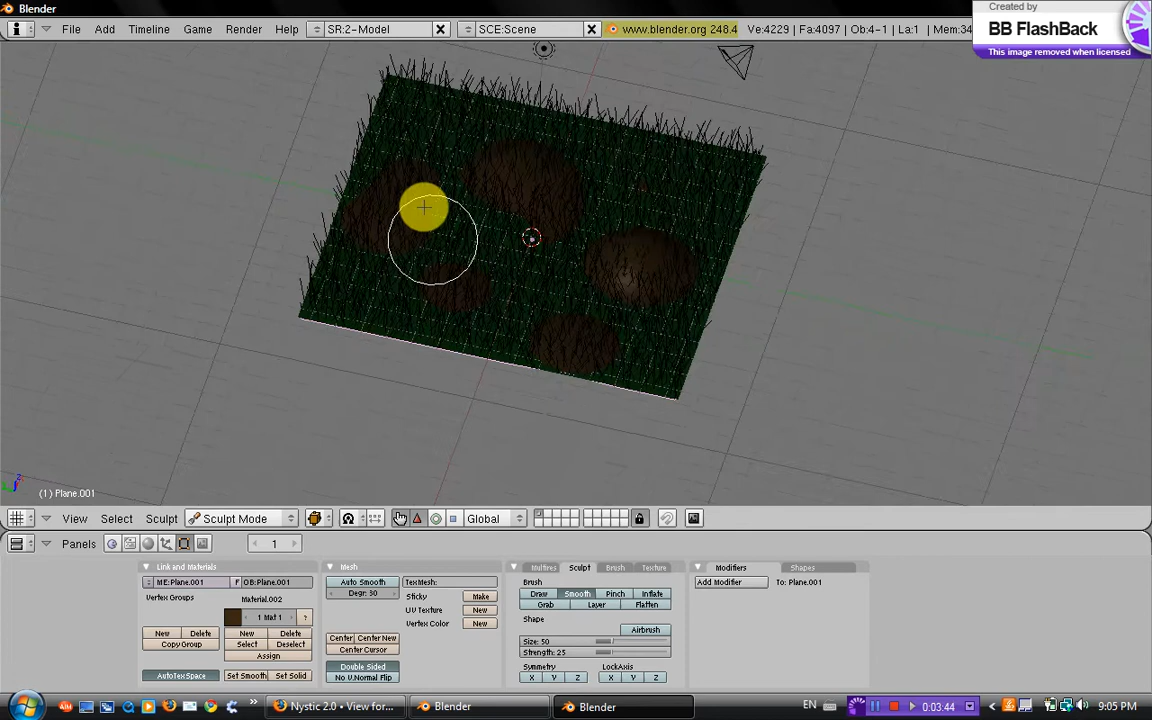 Blender
Created by
BB FlashBack
This image removed when licensed
File Add Timeline Game Render Help SR:2-Model SCE:Scene www.blender.org 248.4 Ve:4229 | Fa:4097 | Ob:4-1 | La:1 | Mem:34
(1) Plane.001
View Select Sculpt Sculpt Mode Global
Panels 1
Link and Materials Mesh Multires Sculpt Brush Texture Modifiers Shapes
ME:Plane.001 F OB:Plane.001 Auto Smooth TexMesh: Brush Add Modifier To: Plane.001
Vertex Groups Material.002 Degr: 30 Sticky Make Draw Smooth Pinch Inflate
UV Texture New Grab Layer Flatten
1 Mat 1 ? Vertex Color New Shape
New Delete New Delete Center Center New Airbrush
Copy Group Select Deselect Center Cursor Size: 50
Assign Strength: 25
Double Sided Symmetry LockAxis
AutoTexSpace Set Smooth Set Solid No V.Normal Flip X Y Z X Y Z
Nystic 2.0 • View for... Blender Blender EN 0:03:44 9:05 PM